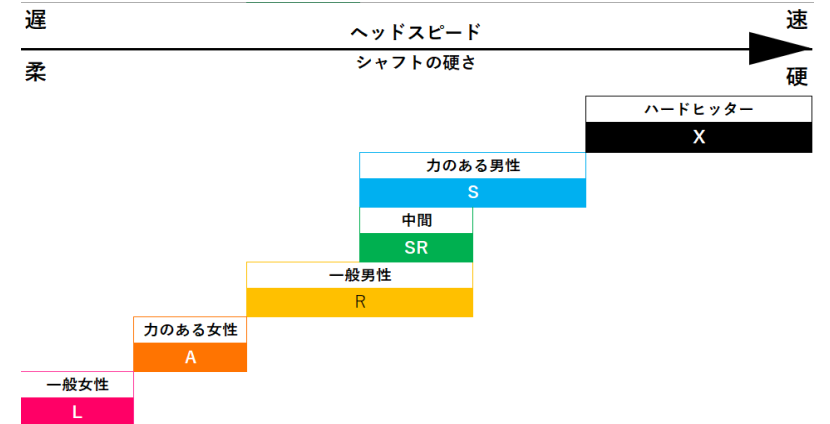 遅
速
ヘッドスピード
シャフトの硬さ
柔
硬
ハードヒッター
X
力のある男性
S
中間
SR
一般男性
R
力のある女性
A
一般女性
L